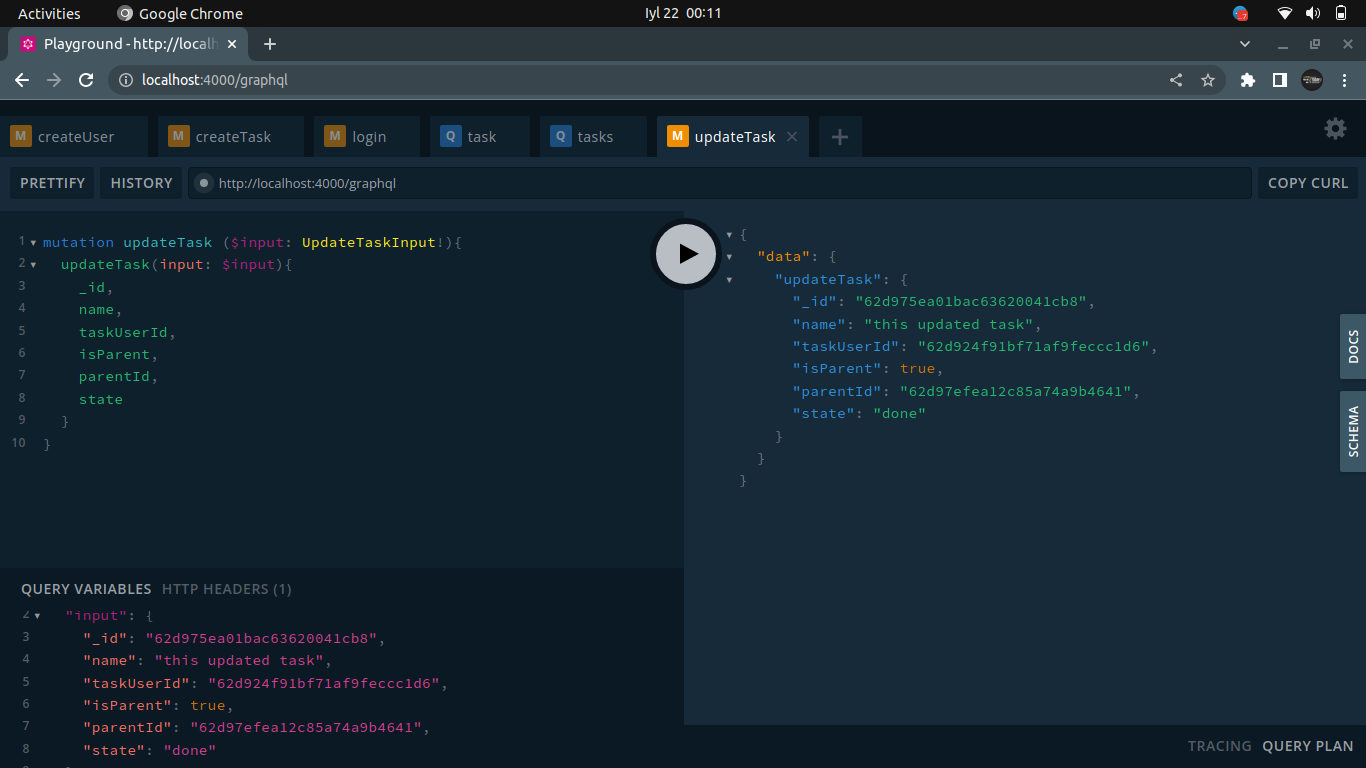 Activities
Google Chrome
Iyl 22 00:11
7
Playground - http://localh
localhost:4000/graphql
M createUser
M createTask
M login
Q task
Q tasks
M updateTask
PRETTIFY
HISTORY
http://localhost:4000/graphql
COPY CURL
1 mutation updateTask ($input: UpdateTaskInput!){
2 updateTask(input: $input){
3 _id,
4 name,
5 taskUserId,
6 isParent,
7 parentId,
8 state
9 }
10 }
{
"data": {
"updateTask": {
"_id": "62d975ea01bac63620041cb8",
"name": "this updated task",
"taskUserId": "62d924f91bf71af9feccc1d6",
"isParent": true,
"parentId": "62d97efea12c85a74a9b4641",
"state": "done"
}
}
}
DOCS
SCHEMA
QUERY VARIABLES
HTTP HEADERS (1)
2 "input": {
3 "_id": "62d975ea01bac63620041cb8",
4 "name": "this updated task",
5 "taskUserId": "62d924f91bf71af9feccc1d6",
6 "isParent": true,
7 "parentId": "62d97efea12c85a74a9b4641",
8 "state": "done"
TRACING
QUERY PLAN